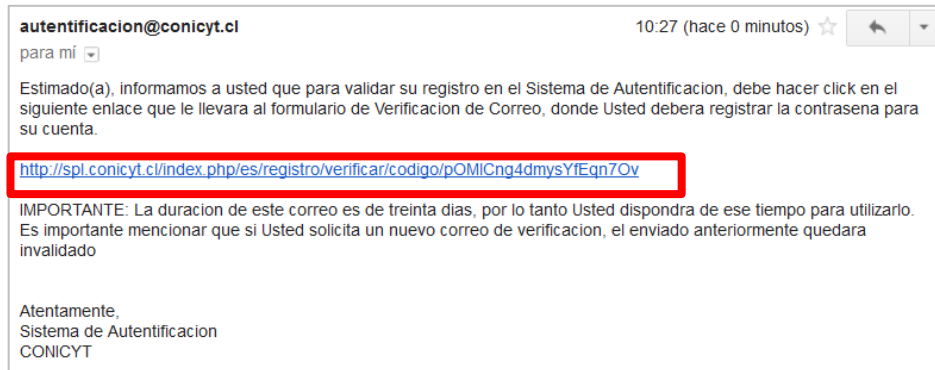 autentificacion@conicyt.cl 10:27 (hace 0 minutos)
para mí
Estimado(a), informamos a usted que para validar su registro en el Sistema de Autentificacion, debe hacer click en el
siguiente enlace que le llevara al formulario de Verificacion de Correo, donde Usted debera registrar la contrasena para
su cuenta.
http://spl.conicyt.cl/index.php/es/registro/verificar/codigo/pOMlCng4dmysYfEqn7Ov
IMPORTANTE: La duracion de este correo es de treinta dias, por lo tanto Usted dispondra de ese tiempo para utilizarlo.
Es importante mencionar que si Usted solicita un nuevo correo de verificacion, el enviado anteriormente quedara
invalidado
Atentamente,
Sistema de Autentificacion
CONICYT